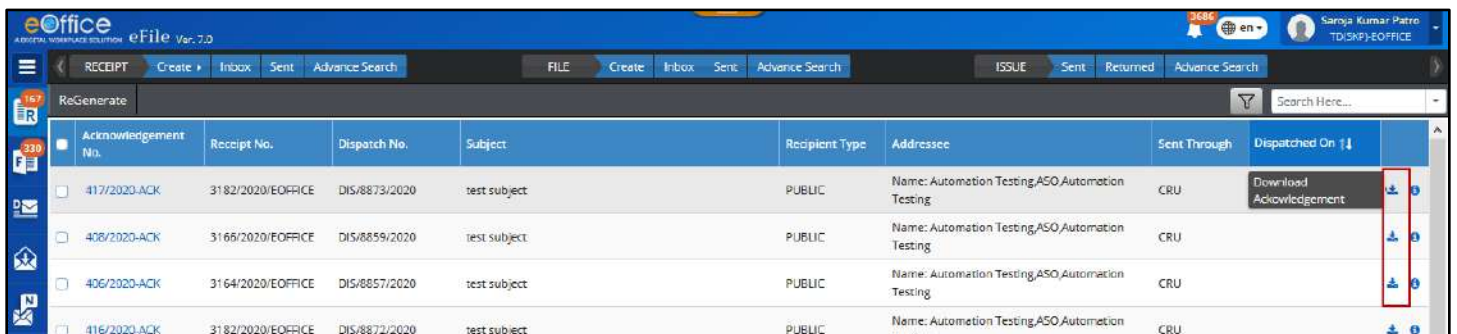 eOffice
A DIGITAL WORKPLACE SOLUTION eFile Ver. 7.0
3686
en
Saroja Kumar Patro
TD(SKP)-EOFFICE
RECEIPT Create Inbox Sent Advance Search FILE Create Inbox Sent Advance Search ISSUE Sent Returned Advance Search
167
R
ReGenerate
Search Here...
330
F
Acknowledgement No. Receipt No. Dispatch No. Subject Recipient Type Addressee Sent Through Dispatched On
417/2020-ACK 3182/2020/EOFFICE DIS/8873/2020 test subject PUBLIC Name: Automation Testing,ASO,Automation Testing CRU
Download Ackowledgement
D
408/2020-ACK 3166/2020/EOFFICE DIS/8859/2020 test subject PUBLIC Name: Automation Testing,ASO,Automation Testing CRU
406/2020-ACK 3164/2020/EOFFICE DIS/8857/2020 test subject PUBLIC Name: Automation Testing,ASO,Automation Testing CRU
N
416/2020-ACK 3182/2020/EOFFICE DIS/8872/2020 test subject PUBLIC Name: Automation Testing,ASO,Automation CRU